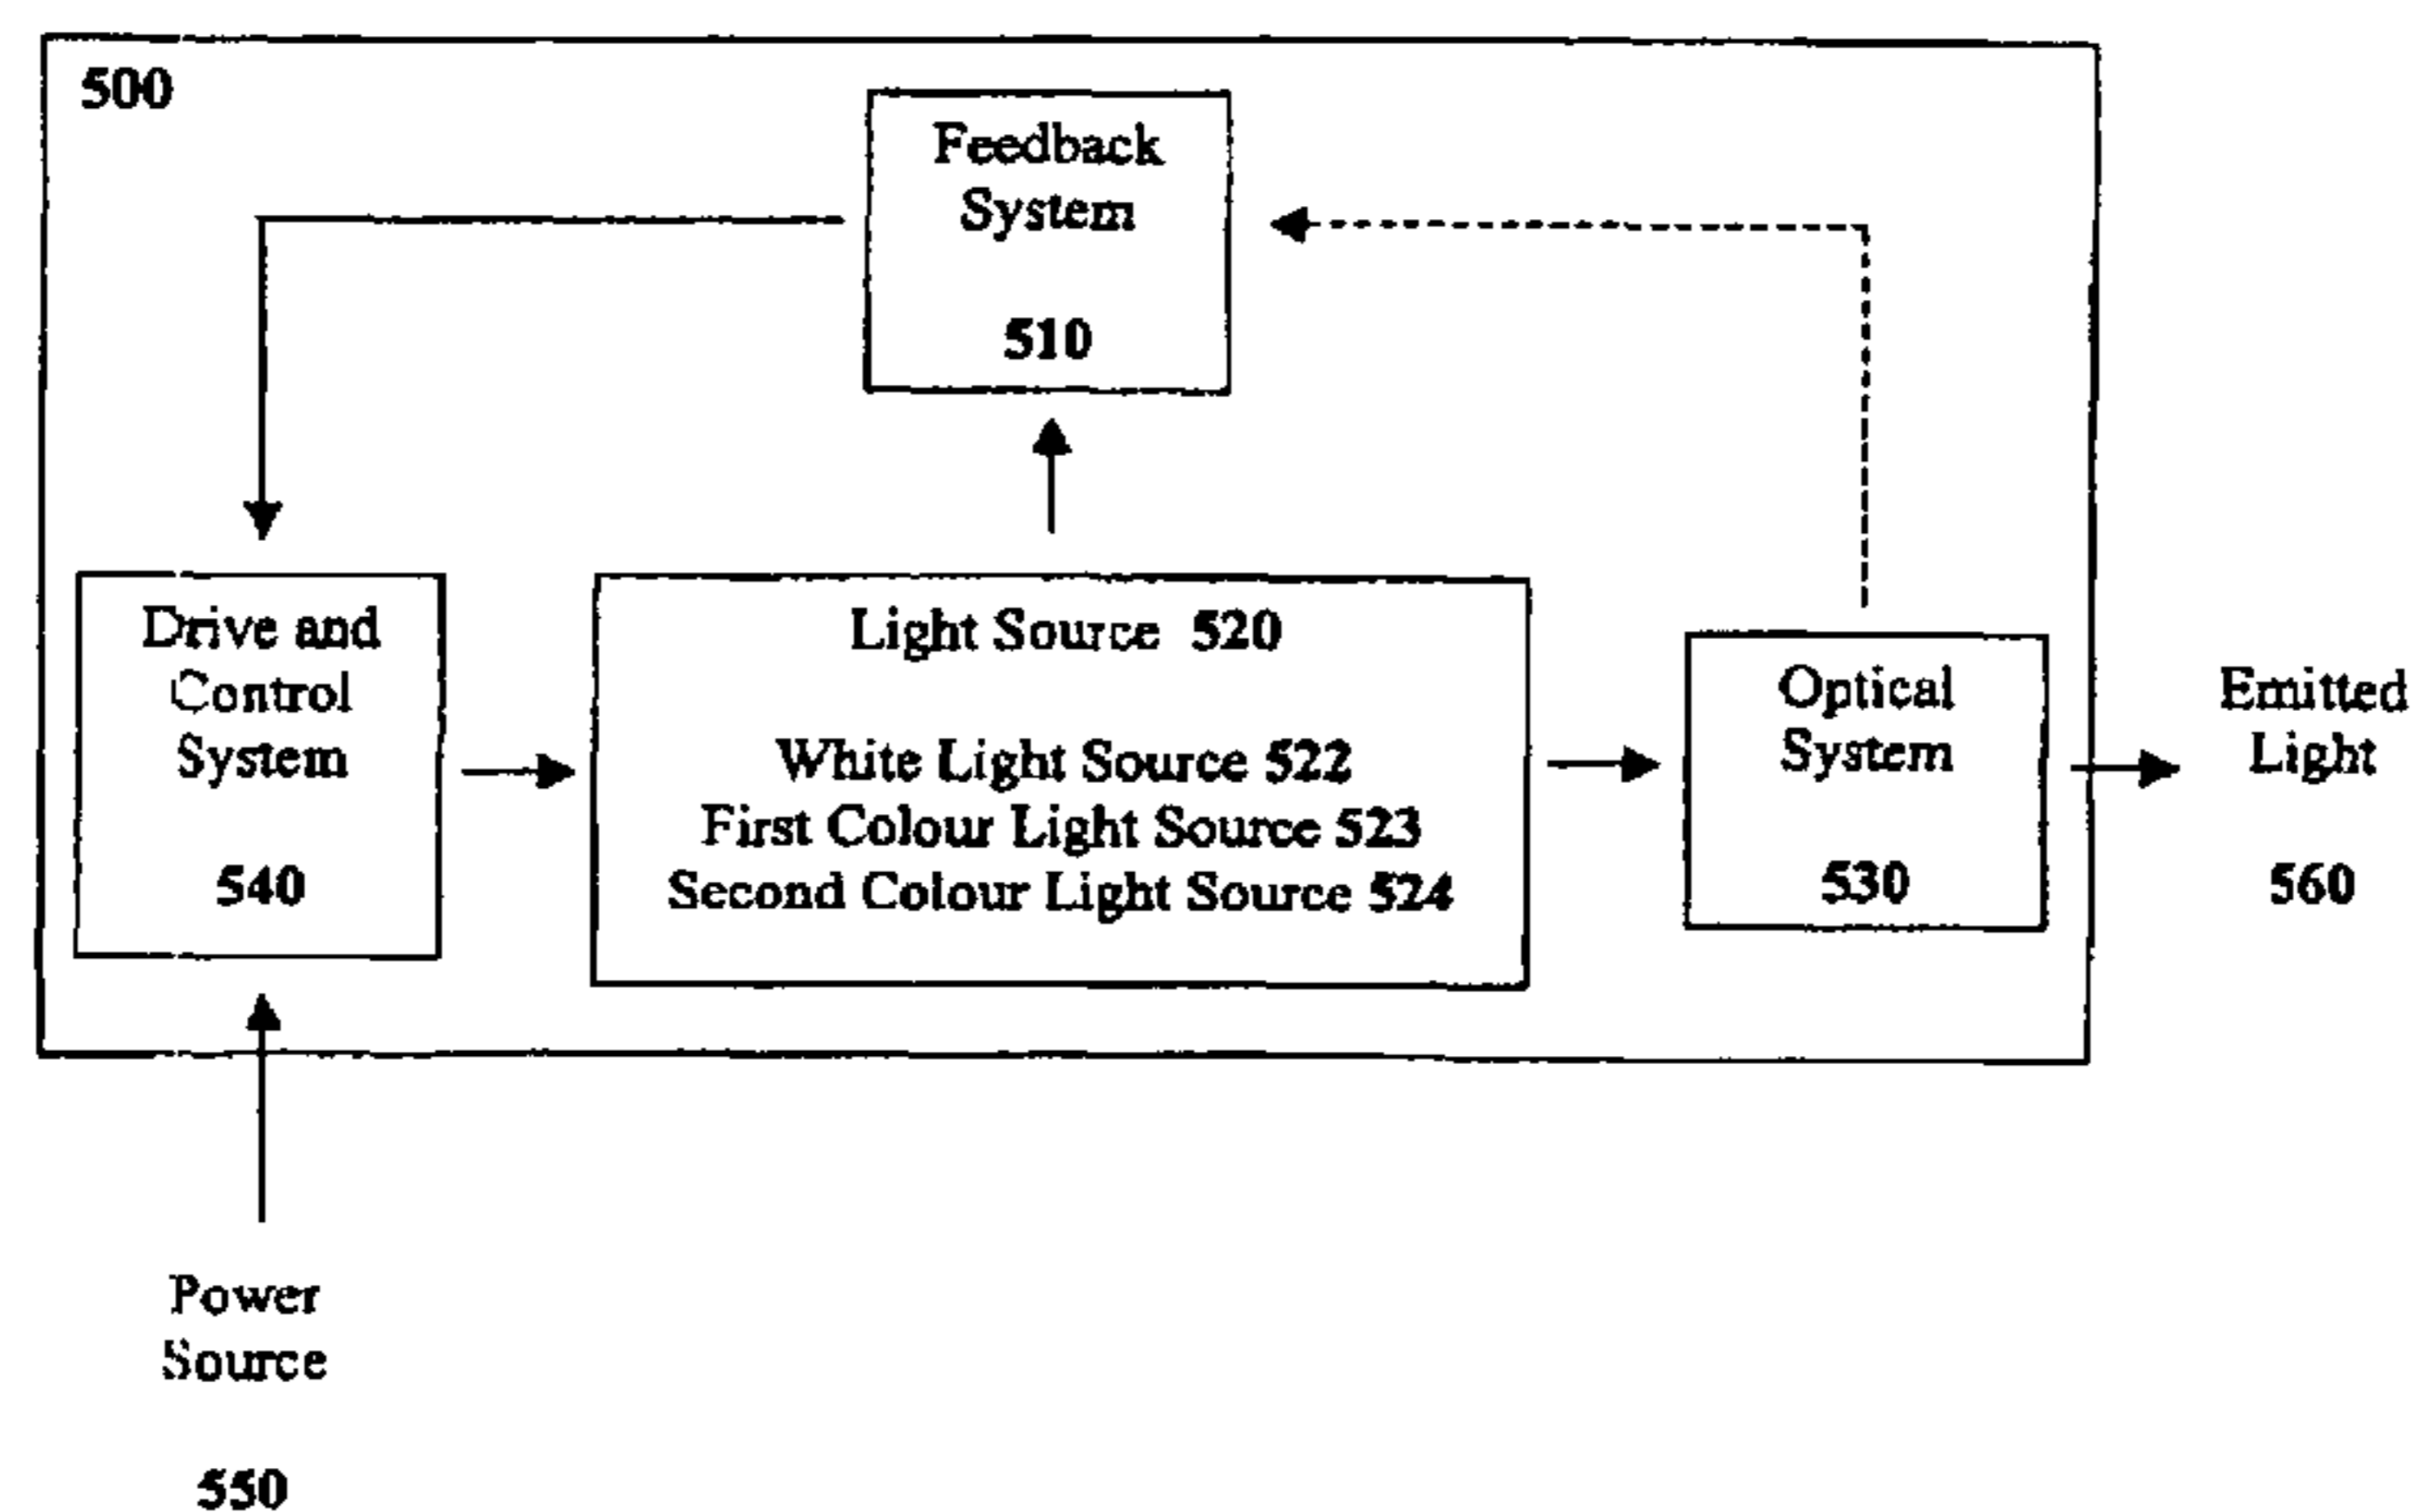 500
Feedback
System
510
Drive and
Control
System
540
Light Source 520
White Light Source 522
First Colour Light Source 523
Second Colour Light Source 524
Optical
System
530
Emitted
Light
560
Power
Source
550